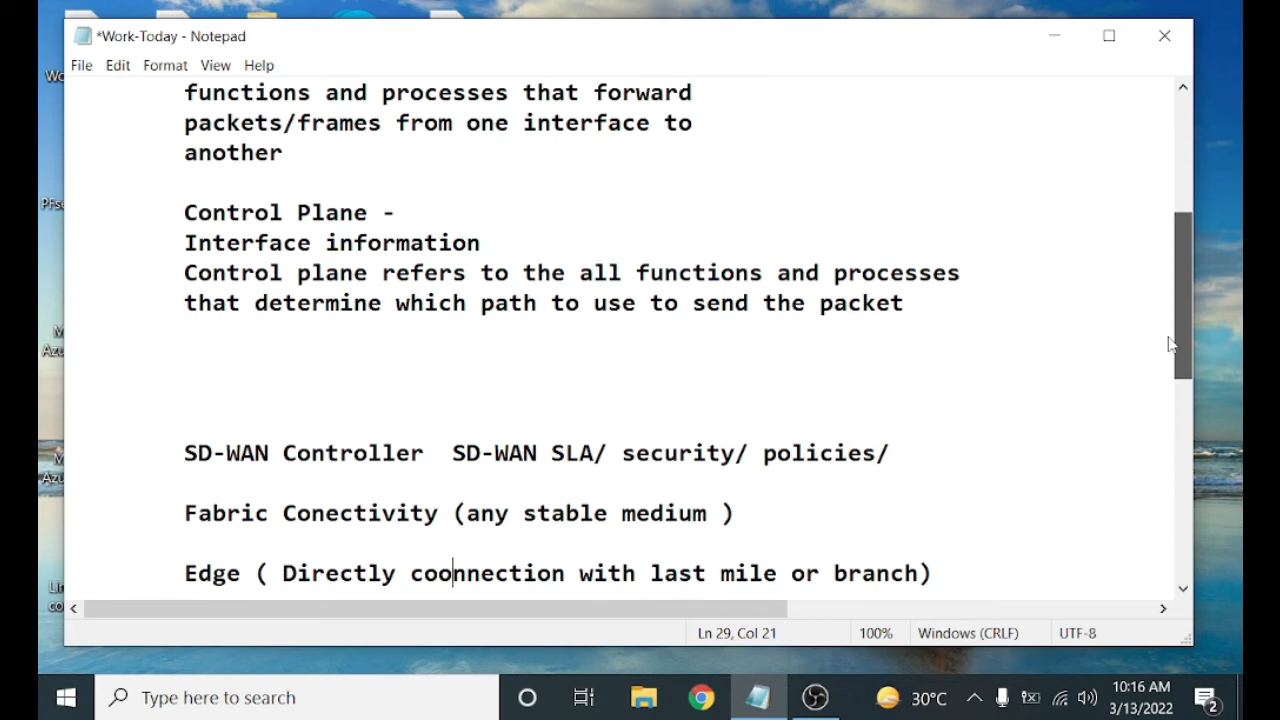 *Work-Today - Notepad
File Edit Format View Help
functions and processes that forward
packets/frames from one interface to
another
Control Plane -
Interface information
Control plane refers to the all functions and processes
that determine which path to use to send the packet
SD-WAN Controller SD-WAN SLA/ security/ policies/
Fabric Conectivity (any stable medium )
Edge ( Directly coonnection with last mile or branch)
Ln 29, Col 21 100% Windows (CRLF) UTF-8
Type here to search
30°C
10:16 AM
3/13/2022
2